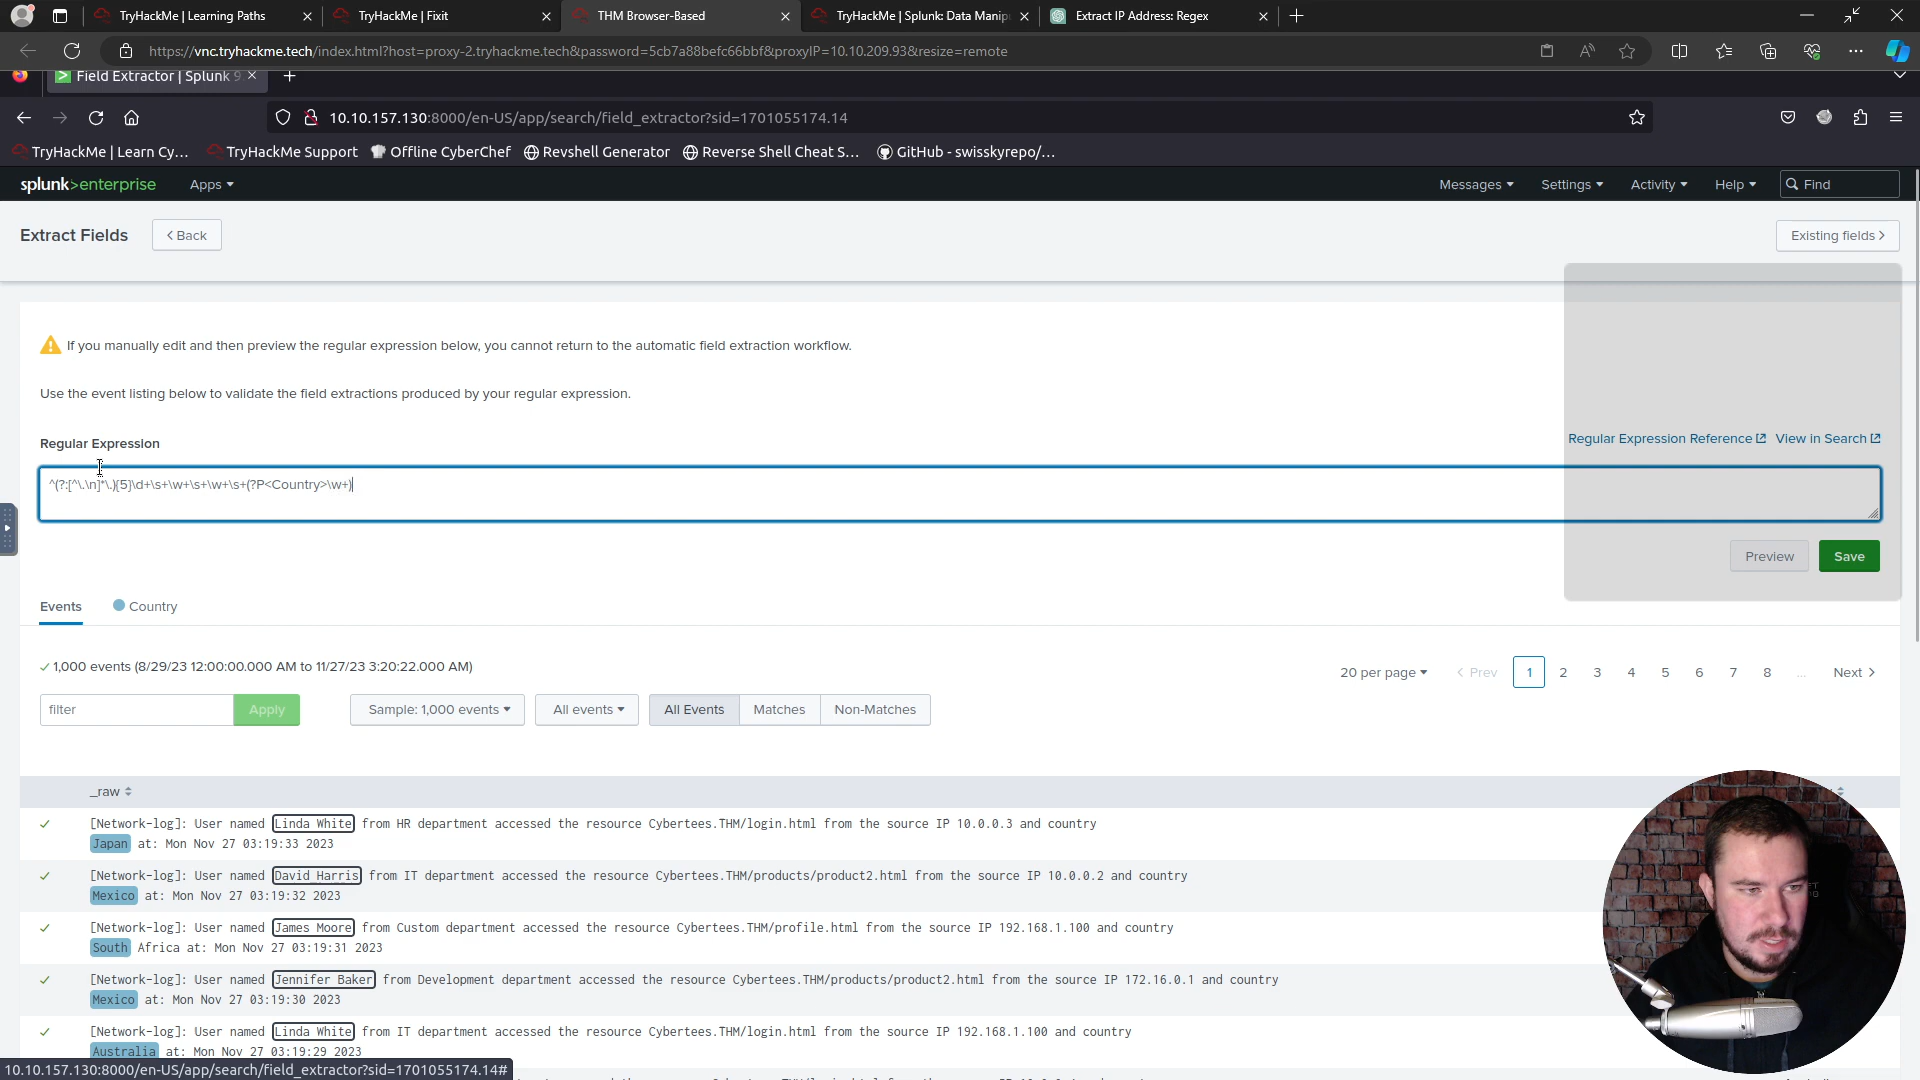 TryHackMe | Learning Paths
TryHackMe | Fixit
THM Browser-Based
TryHackMe | Splunk: Data Manip
Extract IP Address: Regex
https://vnc.tryhackme.tech/index.html?host=proxy-2.tryhackme.tech&password=5cb7a88befc66bbf&proxyIP=10.10.209.93&resize=remote
Field Extractor | Splunk 9
10.10.157.130:8000/en-US/app/search/field_extractor?sid=1701055174.14
TryHackMe | Learn Cy… TryHackMe Support Offline CyberChef Revshell Generator Reverse Shell Cheat S… GitHub - swisskyrepo/…
splunk>enterprise Apps Messages Settings Activity Help Find
Extract Fields < Back Existing fields >
If you manually edit and then preview the regular expression below, you cannot return to the automatic field extraction workflow.
Use the event listing below to validate the field extractions produced by your regular expression.
Regular Expression Regular Expression Reference View in Search
^(?:[^\.\n]*\.){5}\d+\s+\w+\s+\w+\s+(?P<Country>\w+)
Preview Save
Events Country
1,000 events (8/29/23 12:00:00.000 AM to 11/27/23 3:20:22.000 AM) 20 per page < Prev 1 2 3 4 5 6 7 8 ... Next >
filter Apply Sample: 1,000 events All events All Events Matches Non-Matches
_raw
[Network-log]: User named Linda White from HR department accessed the resource Cybertees.THM/login.html from the source IP 10.0.0.3 and country
Japan at: Mon Nov 27 03:19:33 2023
[Network-log]: User named David Harris from IT department accessed the resource Cybertees.THM/products/product2.html from the source IP 10.0.0.2 and country
Mexico at: Mon Nov 27 03:19:32 2023
[Network-log]: User named James Moore from Custom department accessed the resource Cybertees.THM/profile.html from the source IP 192.168.1.100 and country
South Africa at: Mon Nov 27 03:19:31 2023
[Network-log]: User named Jennifer Baker from Development department accessed the resource Cybertees.THM/products/product2.html from the source IP 172.16.0.1 and country
Mexico at: Mon Nov 27 03:19:30 2023
[Network-log]: User named Linda White from IT department accessed the resource Cybertees.THM/login.html from the source IP 192.168.1.100 and country
Australia at: Mon Nov 27 03:19:29 2023
10.10.157.130:8000/en-US/app/search/field_extractor?sid=1701055174.14#